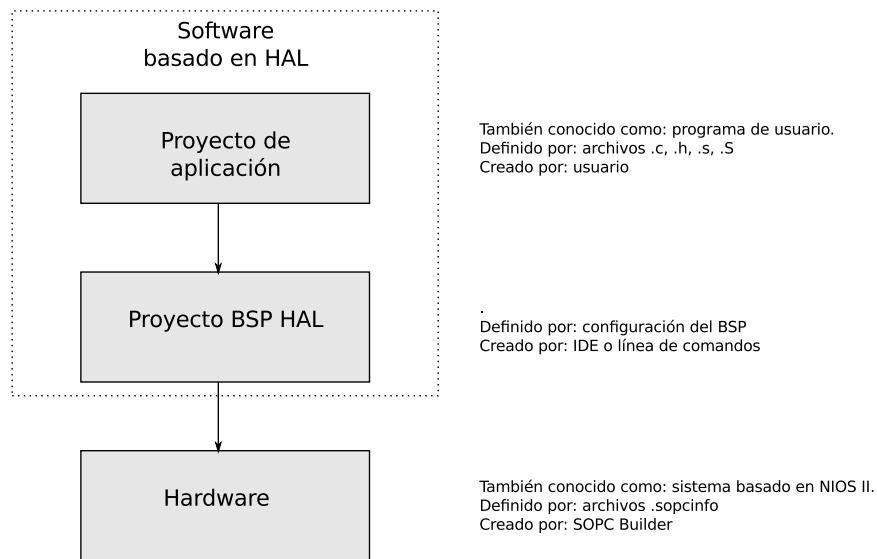 Software
basado en HAL
Proyecto de
aplicación
También conocido como: programa de usuario.
Definido por: archivos .c, .h, .s, .S
Creado por: usuario
Proyecto BSP HAL
.
Definido por: configuración del BSP
Creado por: IDE o línea de comandos
Hardware
También conocido como: sistema basado en NIOS II.
Definido por: archivos .sopcinfo
Creado por: SOPC Builder